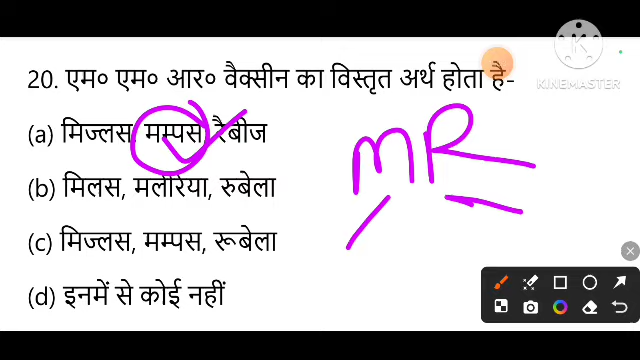 KINEMASTER
20. एम० एम० आर० वैक्सीन का विस्तृत अर्थ होता है-
(a) मिज्लस, मम्पस, रैबीज
MR
(b) मिलस, मलेरिया, रुबेला
(c) मिज्लस, मम्पस, रूबेला
(d) इनमें से कोई नहीं